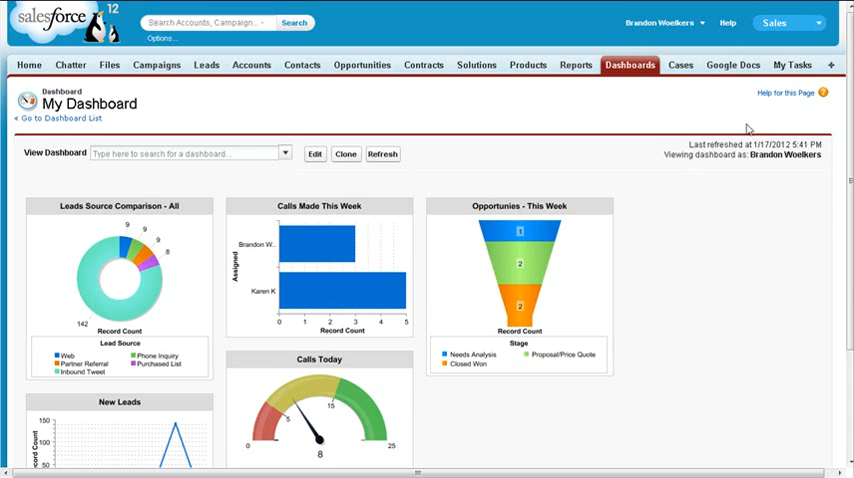 salesforce
12
Search Accounts, Campaign...
Search
Options...
Brandon Woelkers
Help
Sales
Home Chatter Files Campaigns Leads Accounts Contacts Opportunities Contracts Solutions Products Reports Dashboards Cases Google Docs My Tasks +
Dashboard
My Dashboard
Help for this Page ?
< Go to Dashboard List
Last refreshed at 1/17/2012 5:41 PM
Viewing dashboard as: Brandon Woelkers
View Dashboard
Type here to search for a dashboard...
Edit
Clone
Refresh
Leads Source Comparison - All
9
9
9
8
142
Record Count
Lead Source
Web
Phone Inquiry
Partner Referral
Purchased List
Inbound Tweet
Calls Made This Week
Assigned
Brandon W..
Karen K
0 1 2 3 4 5
Record Count
Opportunies - This Week
1
2
2
Record Count
Stage
Needs Analysis
Proposal/Price Quote
Closed Won
New Leads
150
100
50
Calls Today
0
5
15
25
8